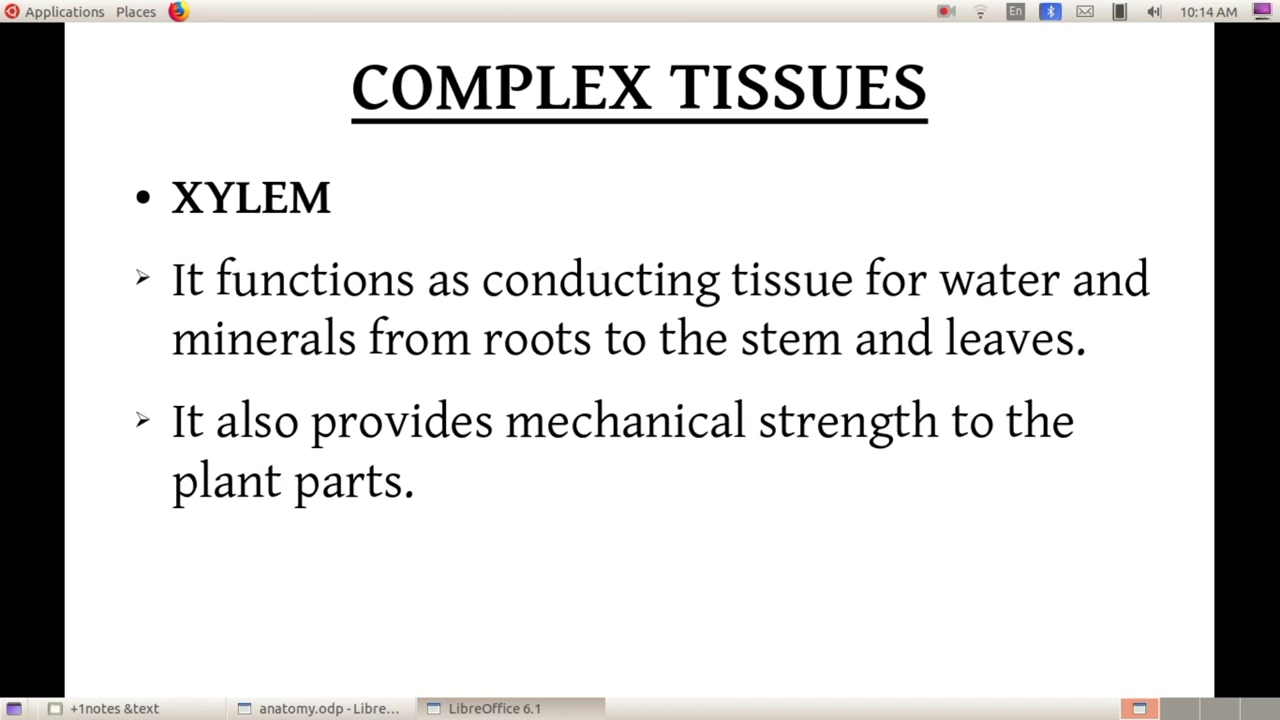 Applications Places En 10:14 AM
COMPLEX TISSUES
• XYLEM
➢ It functions as conducting tissue for water and
minerals from roots to the stem and leaves.
➢ It also provides mechanical strength to the
plant parts.
+1notes &text anatomy.odp - Libre... LibreOffice 6.1